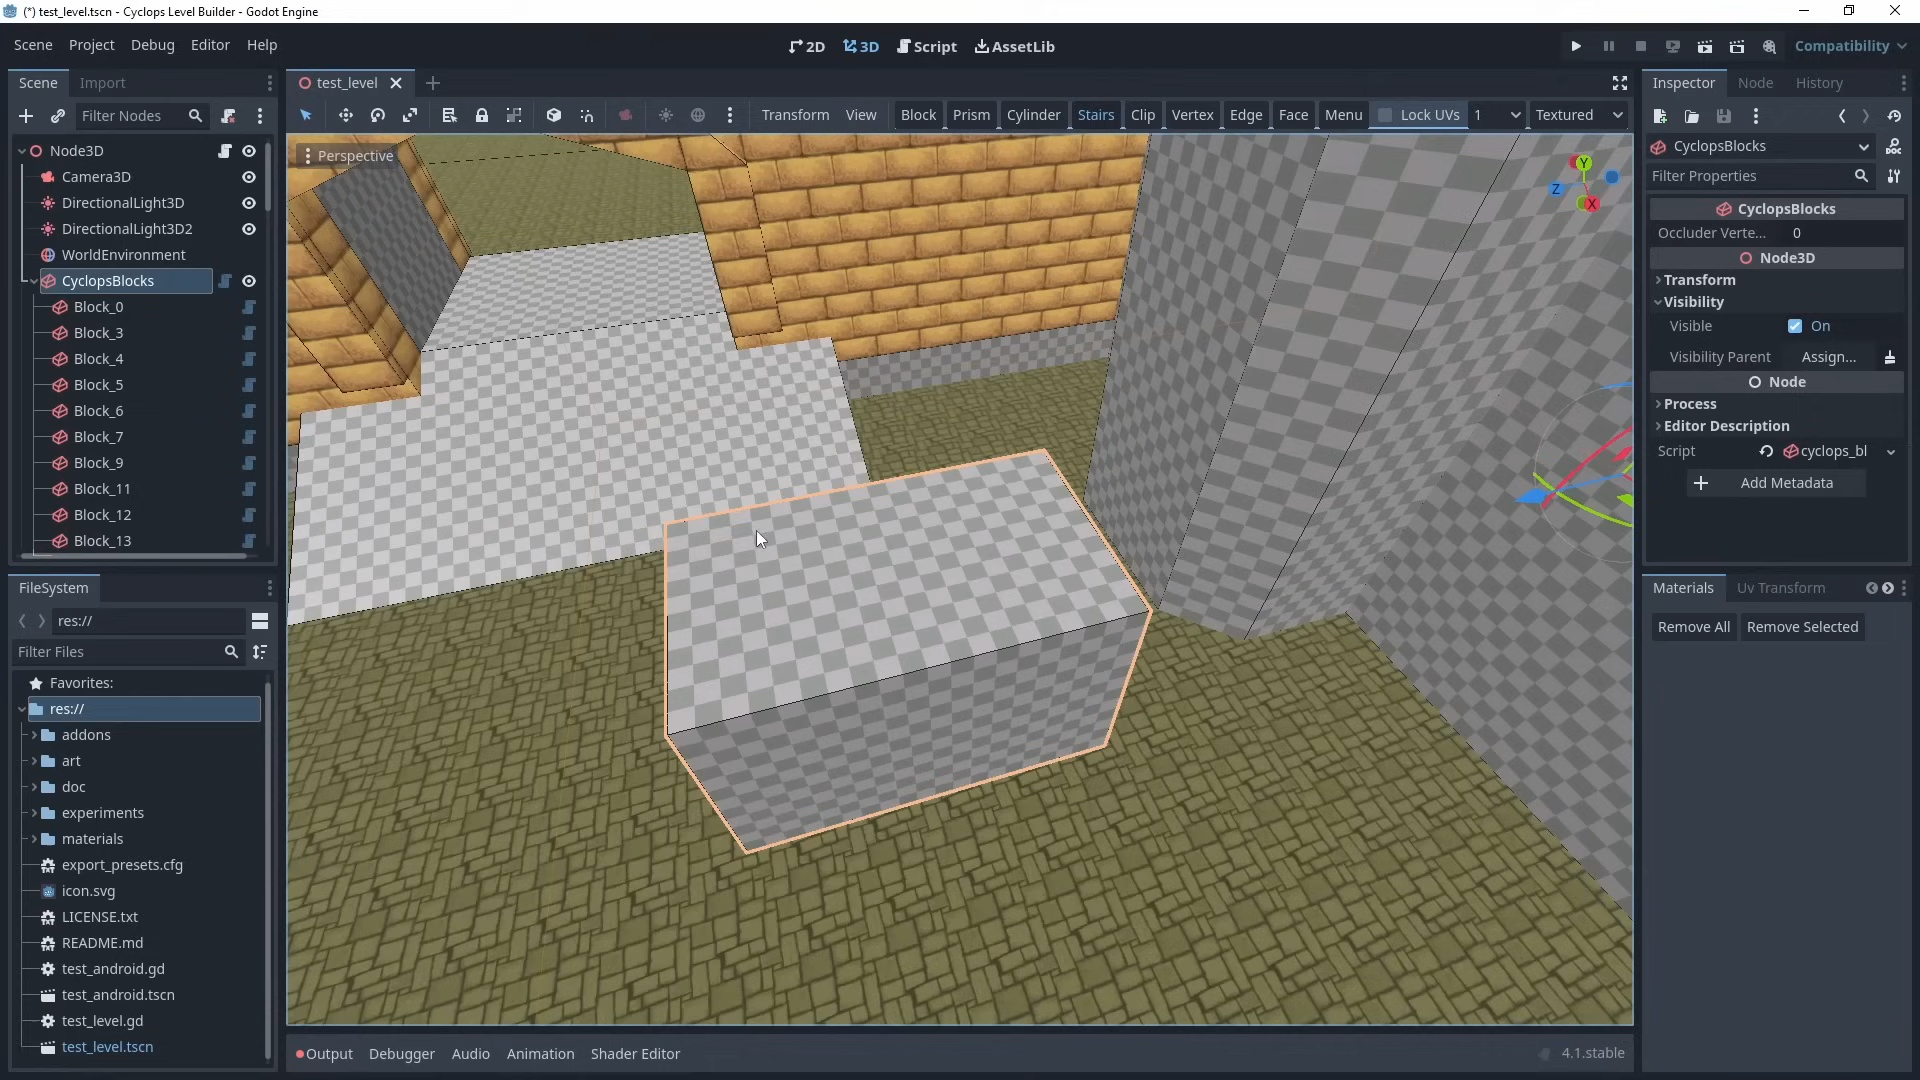 (*) test_level.tscn - Cyclops Level Builder - Godot Engine
Scene Project Debug Editor Help
2D 3D Script AssetLib
Compatibility
Scene Import
Filter Nodes
Node3D
Camera3D
DirectionalLight3D
DirectionalLight3D2
WorldEnvironment
CyclopsBlocks
Block_0
Block_3
Block_4
Block_5
Block_6
Block_7
Block_9
Block_11
Block_12
Block_13
FileSystem
res://
Filter Files
Favorites:
res://
addons
art
doc
experiments
materials
export_presets.cfg
icon.svg
LICENSE.txt
README.md
test_android.gd
test_android.tscn
test_level.gd
test_level.tscn
test_level
Transform View Block Prism Cylinder Stairs Clip Vertex Edge Face Menu Lock UVs 1 Textured
Perspective
Y
Z
X
Output Debugger Audio Animation Shader Editor
4.1.stable
Inspector Node History
CyclopsBlocks
Filter Properties
CyclopsBlocks
Occluder Verte... 0
Node3D
Transform
Visibility
Visible On
Visibility Parent Assign...
Node
Process
Editor Description
Script cyclops_bl
Add Metadata
Materials Uv Transform
Remove All Remove Selected